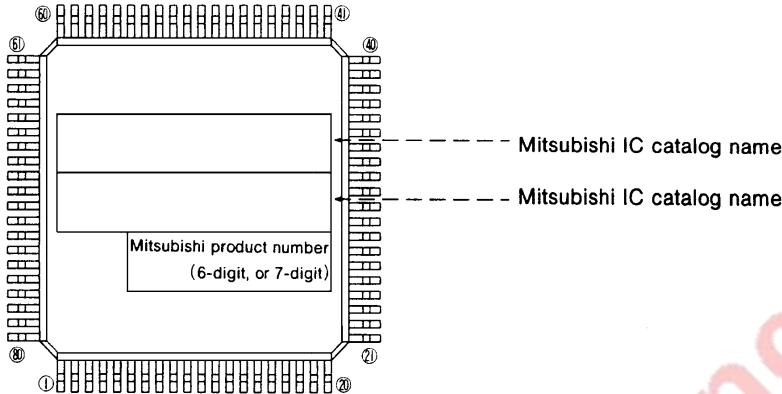 ㊿ ㊶
61 ㊵
Mitsubishi IC catalog name
Mitsubishi IC catalog name
Mitsubishi product number
(6-digit, or 7-digit)
80 ㉑
① ⑳